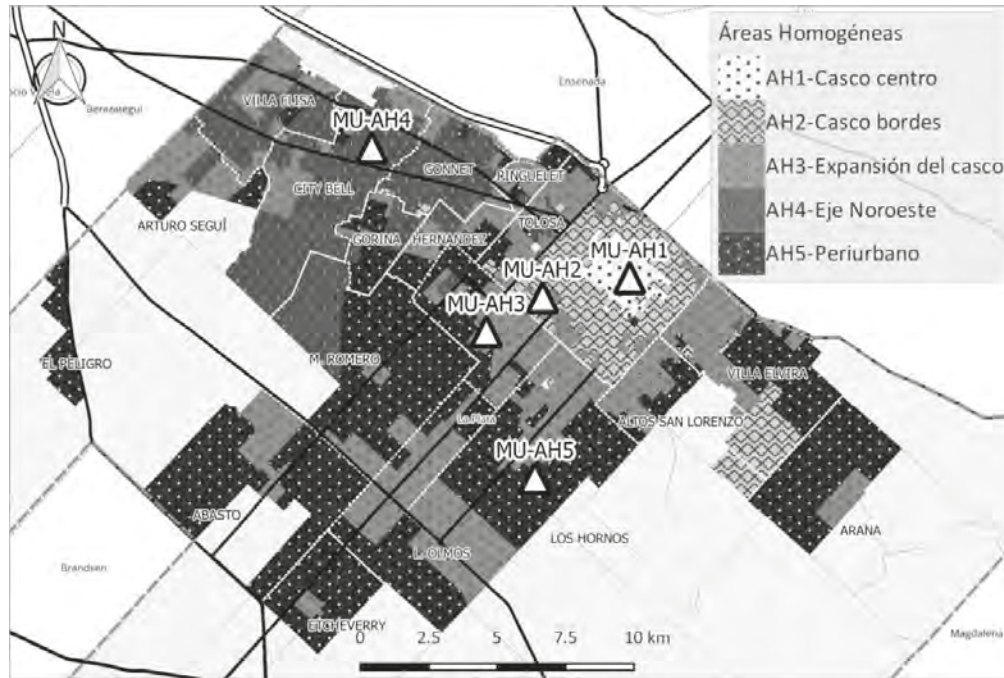 N
Áreas Homogéneas
AH1-Casco centro
AH2-Casco bordes
AH3-Expansión del casco
AH4-Eje Noroeste
AH5-Periurbano
Ensenada
Berazategui
VILLA ELISA
MU-AH4
GONNET
RINGUELET
CITY BELL
TOLOSA
ARTURO SEGUÍ
GORINA
HERNANDEZ
MU-AH1
MU-AH2
MU-AH3
EL PELIGRO
M. ROMERO
VILLA ELVIRA
La Plata
ALTOS SAN LORENZO
MU-AH5
ABASTO
L. OLMOS
LOS HORNOS
ARANA
Brandsen
ETCHEVERRY
Magdalena
0 2.5 5 7.5 10 km